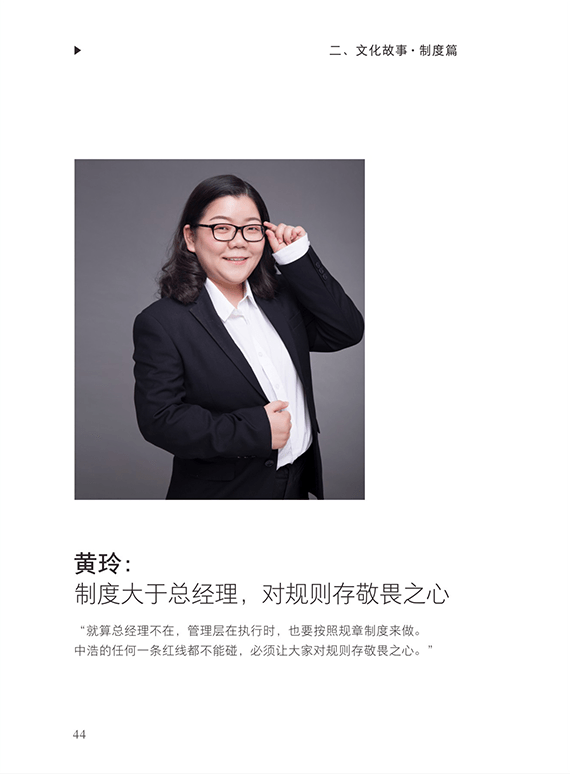 二、文化故事·制度篇
黄玲：
制度大于总经理，对规则存敬畏之心
“就算总经理不在，管理层在执行时，也要按照规章制度来做。
中浩的任何一条红线都不能碰，必须让大家对规则存敬畏之心。”
44